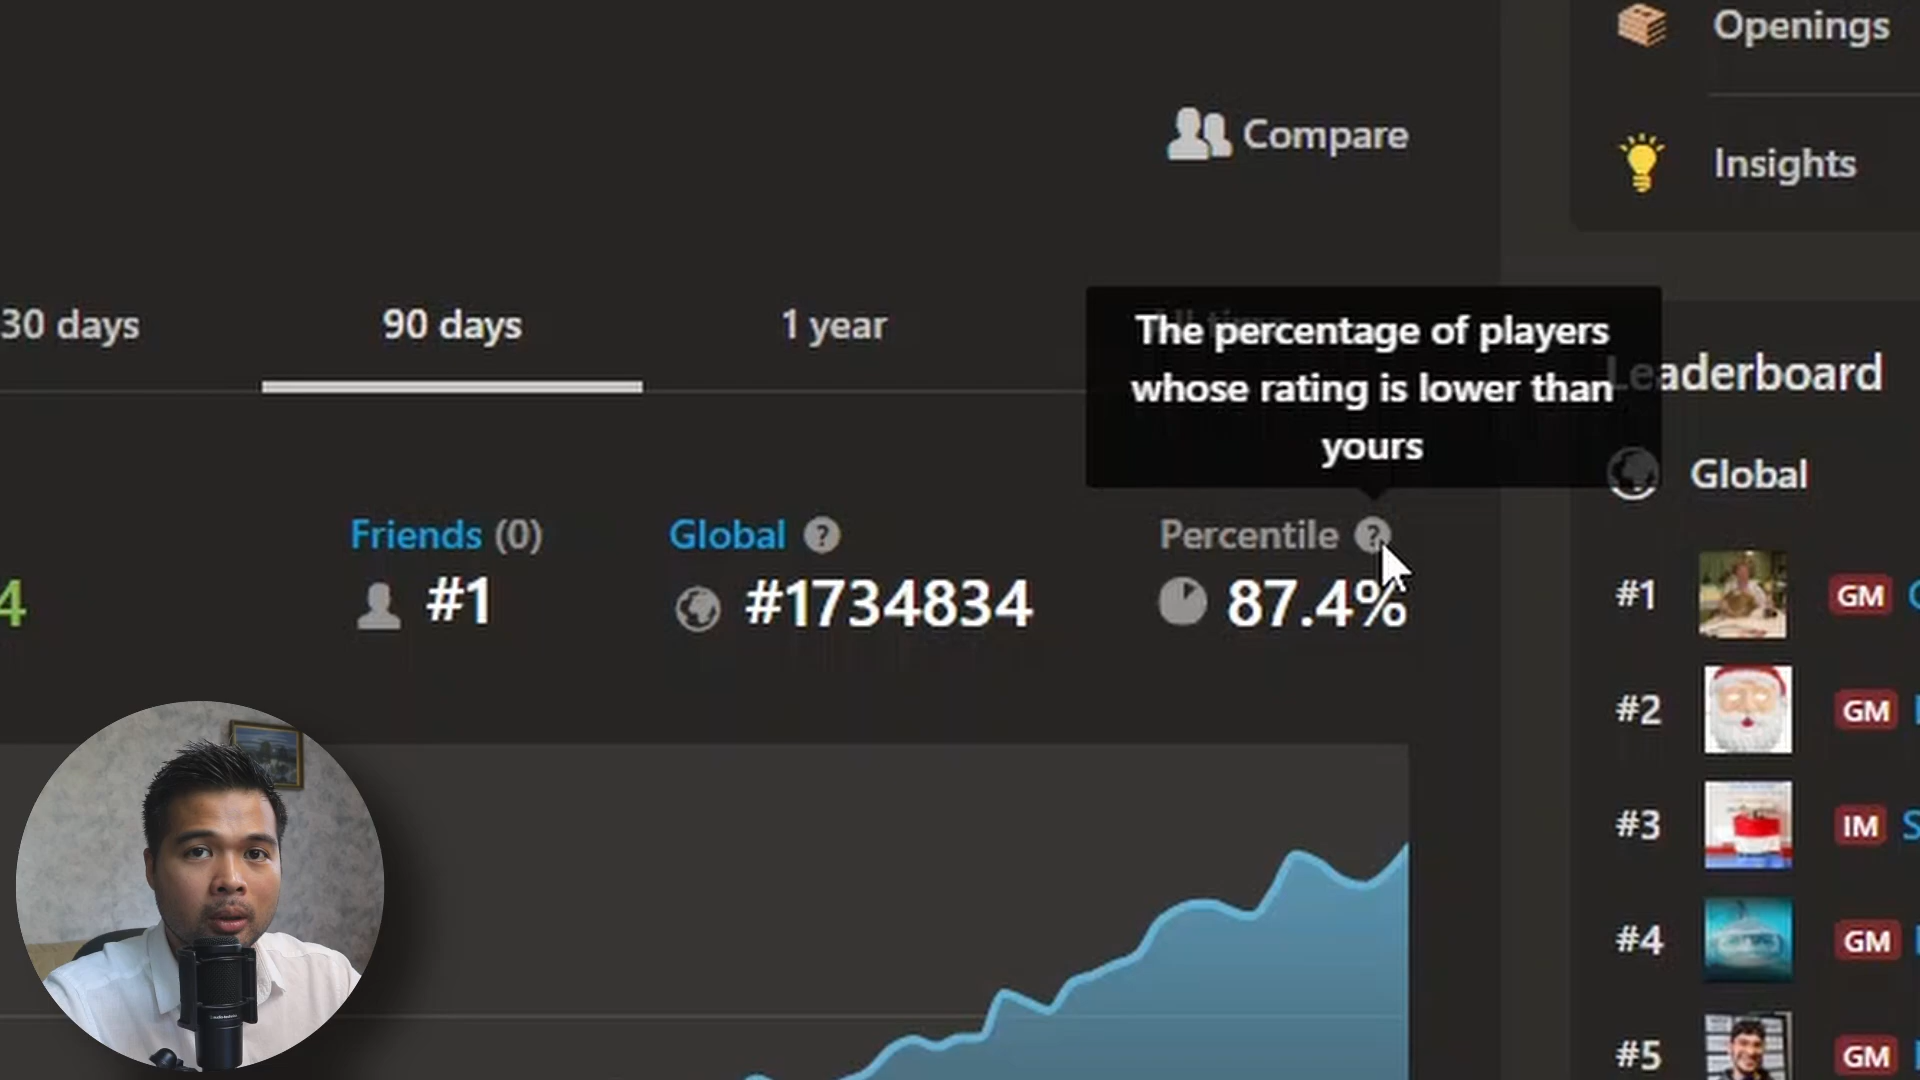 Openings
Compare
Insights
30 days
90 days
1 year
The percentage of players
whose rating is lower than
yours
Leaderboard
Global
Friends (0)
Global ?
Percentile ?
4
#1
#1734834
87.4%
#1
GM
#2
GM
#3
IM S
#4
GM
#5
GM